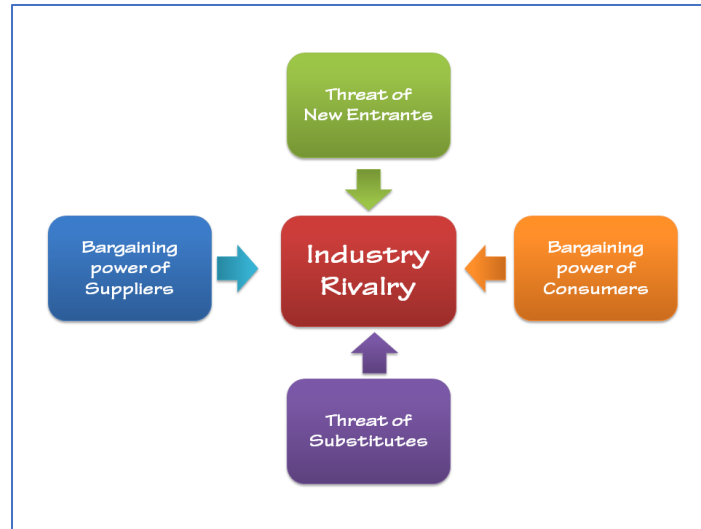 Threat of
New Entrants
Bargaining
power of
Suppliers
Industry
Rivalry
Bargaining
power of
Consumers
Threat of
Substitutes